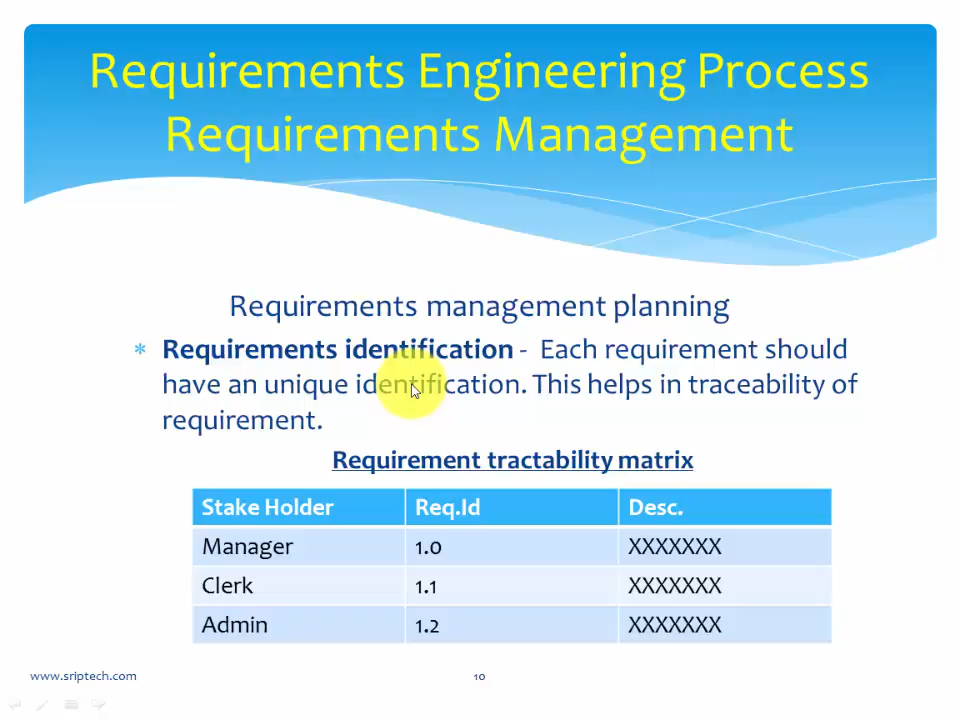 Requirements Engineering Process
Requirements Management
Requirements management planning
* Requirements identification - Each requirement should
have an unique identification. This helps in traceability of
requirement.
Requirement tractability matrix
Stake Holder Req.Id Desc.
Manager 1.0 XXXXXXX
Clerk 1.1 XXXXXXX
Admin 1.2 XXXXXXX
www.sriptech.com 10